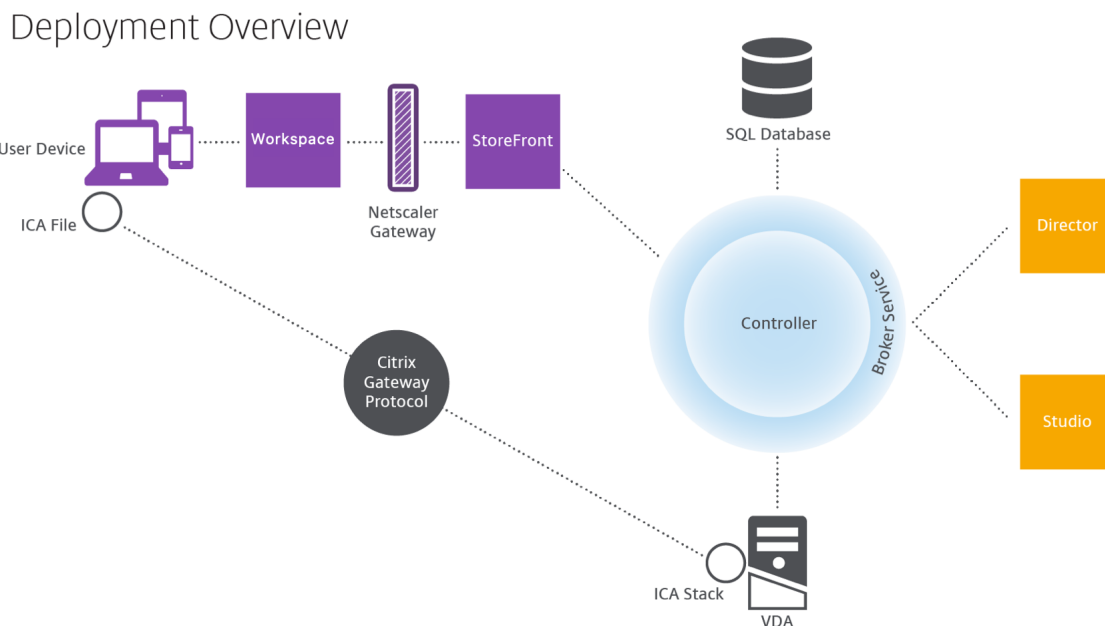 Deployment Overview
SQL Database
User Device
Workspace
StoreFront
Netscaler
Gateway
ICA File
Director
Controller
Broker Service
Citrix
Gateway
Protocol
Studio
ICA Stack
VDA